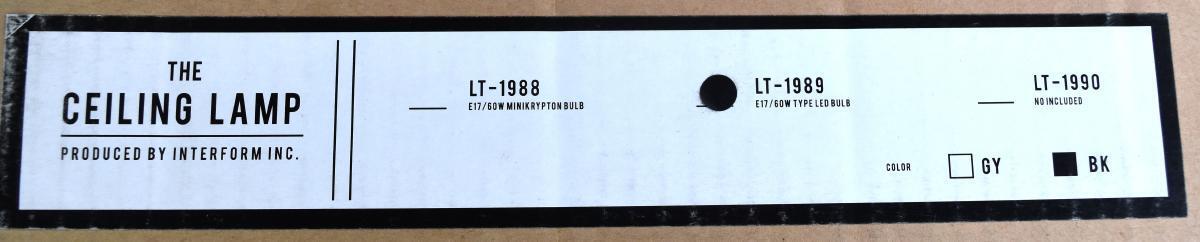 THE
CEILING LAMP
PRODUCED BY INTERFORM INC.
LT-1988
E17/60W MINIKRYPTON BULB
LT-1989
E17/60W TYPE LED BULB
LT-1990
NO INCLUDED
COLOR GY BK